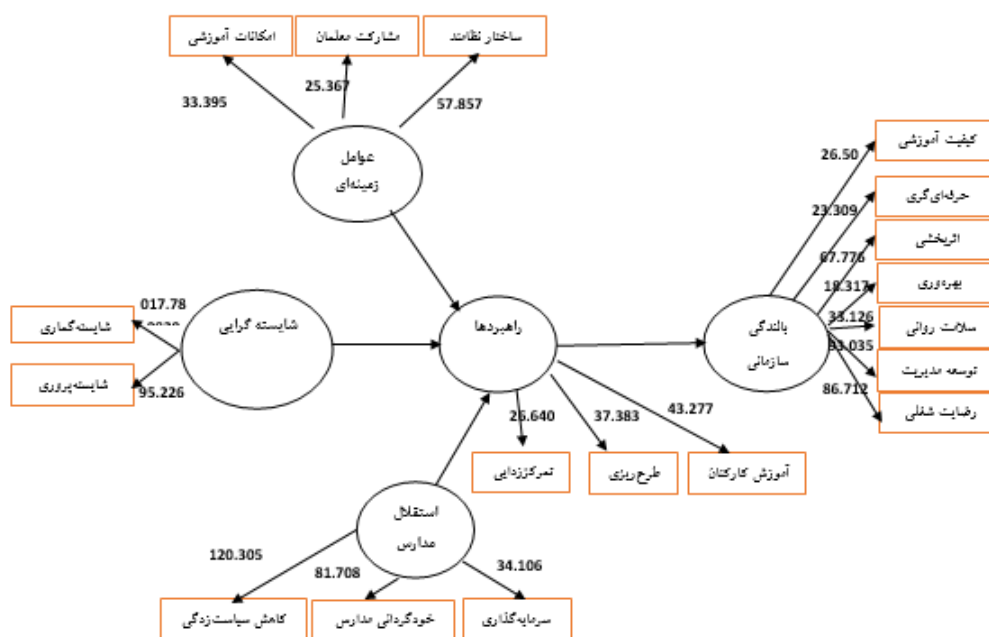 امکانات آموزشی
مشارکت معلمان
ساختار نظامند
33.395
25.367
57.857
عوامل
زمینه‌ای
کیفیت آموزشی
26.50
حرفه‌ای‌گری
23.309
اثربخشی
67.776
بهره‌وری
18.317
سلامت روانی
33.126
توسعه مدیریت
93.035
رضایت شغلی
86.712
بالندگی
سازمانی
راهبردها
شایسته گرایی
017.78
شایسته‌گماری
شایسته‌پروری
95.226
26.640
37.383
43.277
تمرکززدایی
طرح‌ریزی
آموزش کارکنان
استقلال
مدارس
120.305
81.708
34.106
کاهش سیاست‌زدگی
خودگردانی مدارس
سرمایه‌گذاری